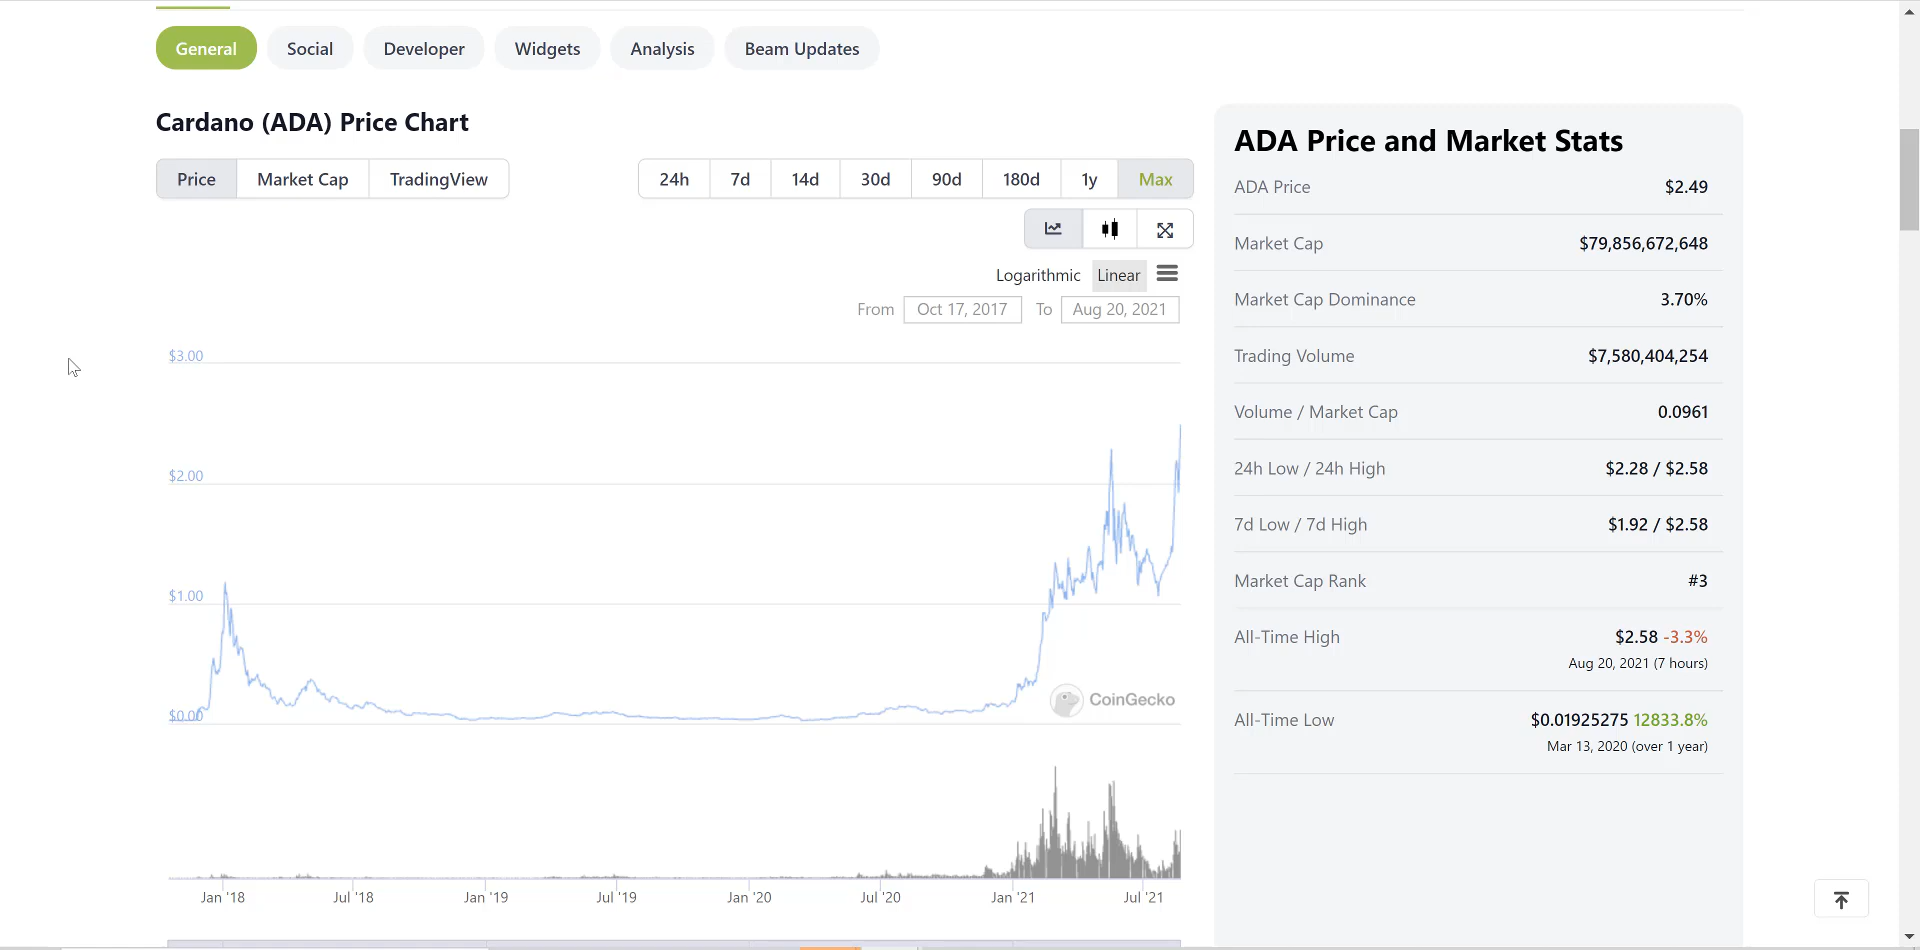 General Social Developer Widgets Analysis Beam Updates
Cardano (ADA) Price Chart
Price Market Cap TradingView
24h 7d 14d 30d 90d 180d 1y Max
Logarithmic Linear
From Oct 17, 2017 To Aug 20, 2021
$3.00
$2.00
$1.00
$0.00
CoinGecko
Jan '18 Jul '18 Jan '19 Jul '19 Jan '20 Jul '20 Jan '21 Jul '21
ADA Price and Market Stats
ADA Price $2.49
Market Cap $79,856,672,648
Market Cap Dominance 3.70%
Trading Volume $7,580,404,254
Volume / Market Cap 0.0961
24h Low / 24h High $2.28 / $2.58
7d Low / 7d High $1.92 / $2.58
Market Cap Rank #3
All-Time High $2.58 -3.3%
Aug 20, 2021 (7 hours)
All-Time Low $0.01925275 12833.8%
Mar 13, 2020 (over 1 year)